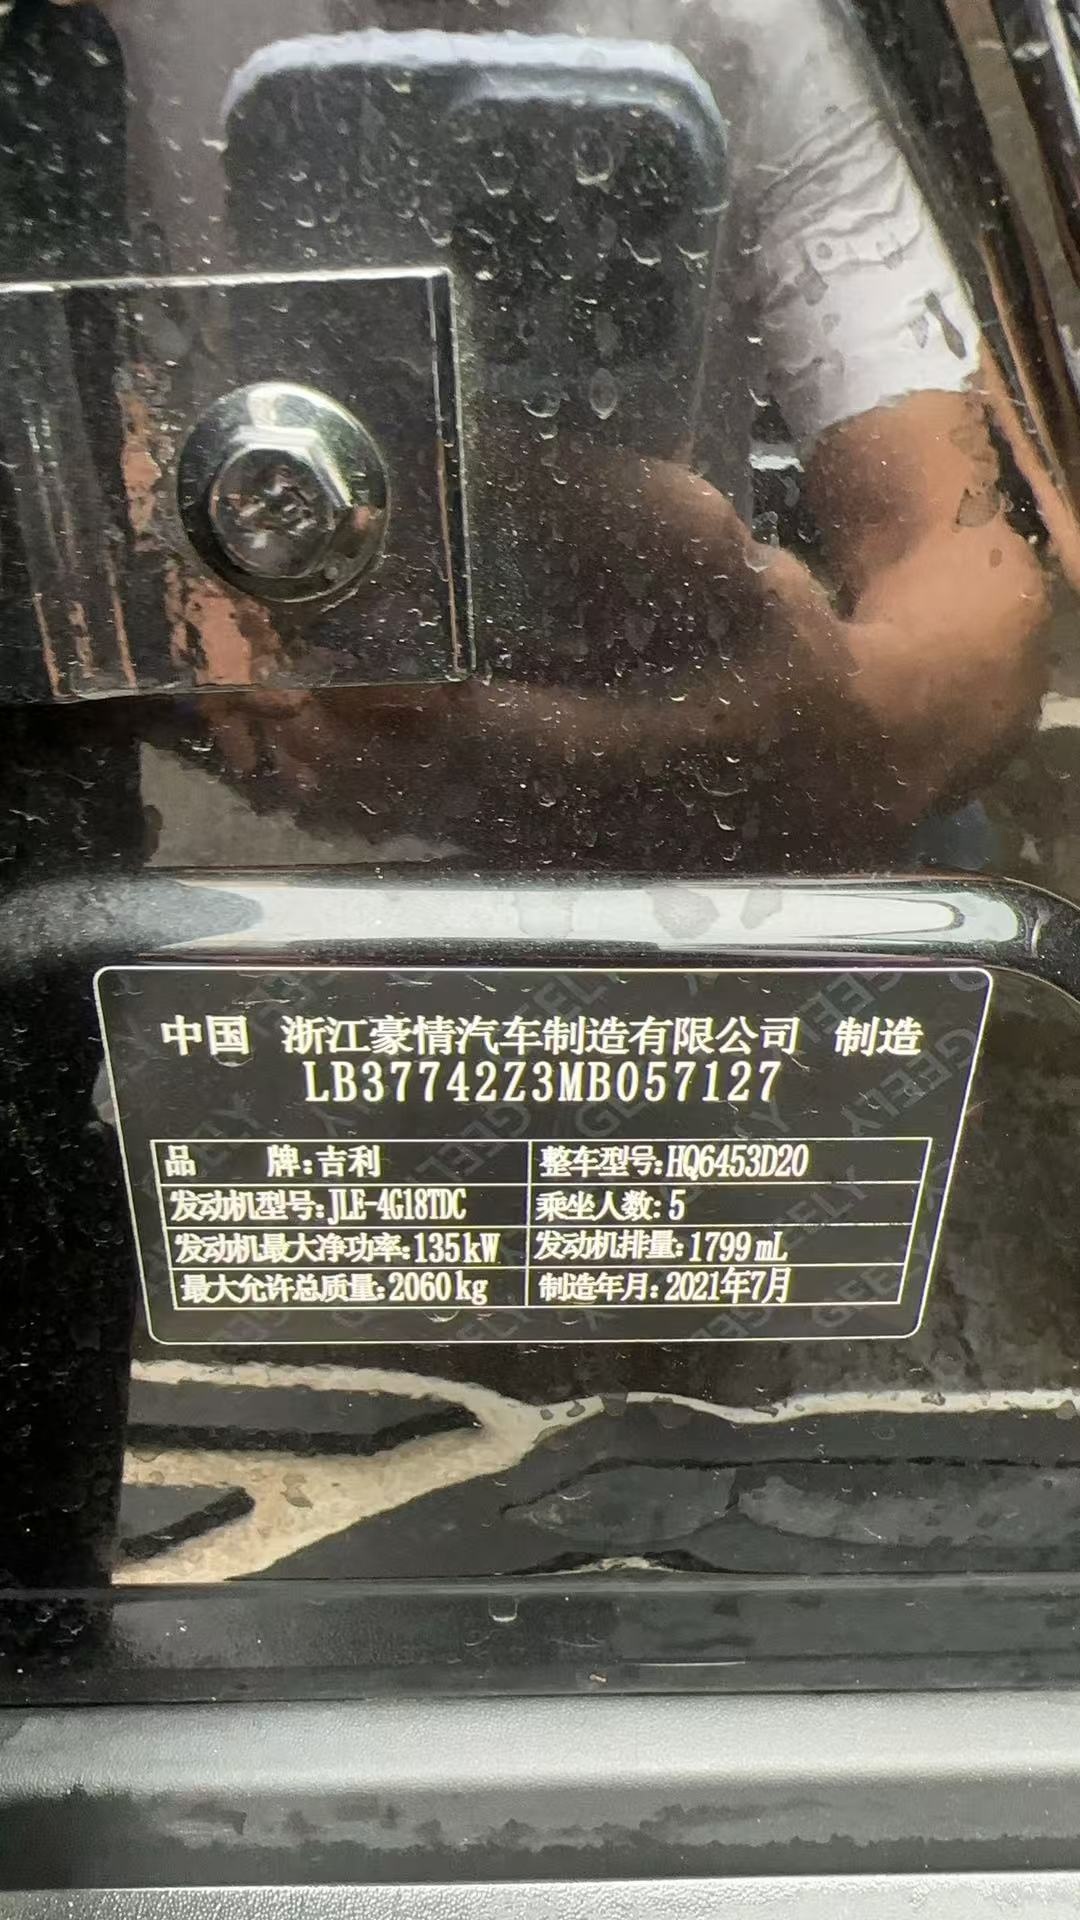 中国 浙江豪情汽车制造有限公司 制造
LB37742Z3MB057127
品 牌:吉利 整车型号:HQ6453D20
发动机型号:JLE-4G18TDC 乘坐人数:5
发动机最大净功率:135kW 发动机排量:1799mL
最大允许总质量:2060kg 制造年月:2021年7月